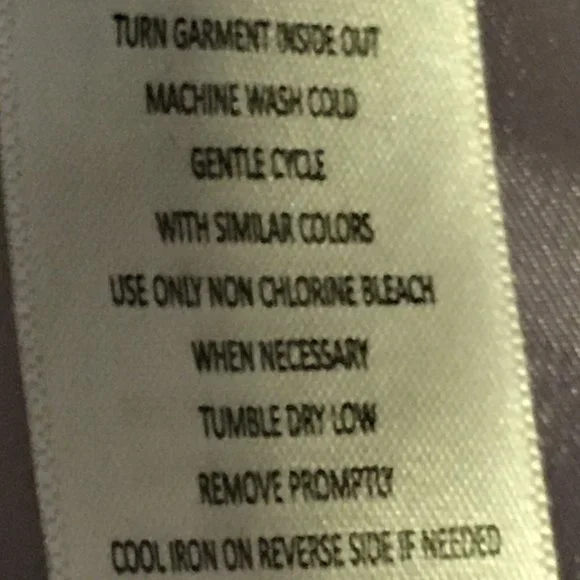 TURN GARMENT INSIDE OUT
MACHINE WASH COLD
GENTLE CYCLE
WITH SIMILAR COLORS
USE ONLY NON CHLORINE BLEACH
WHEN NECESSARY
TUMBLE DRY LOW
REMOVE PROMPTLY
COOL IRON ON REVERSE SIDE IF NEEDED